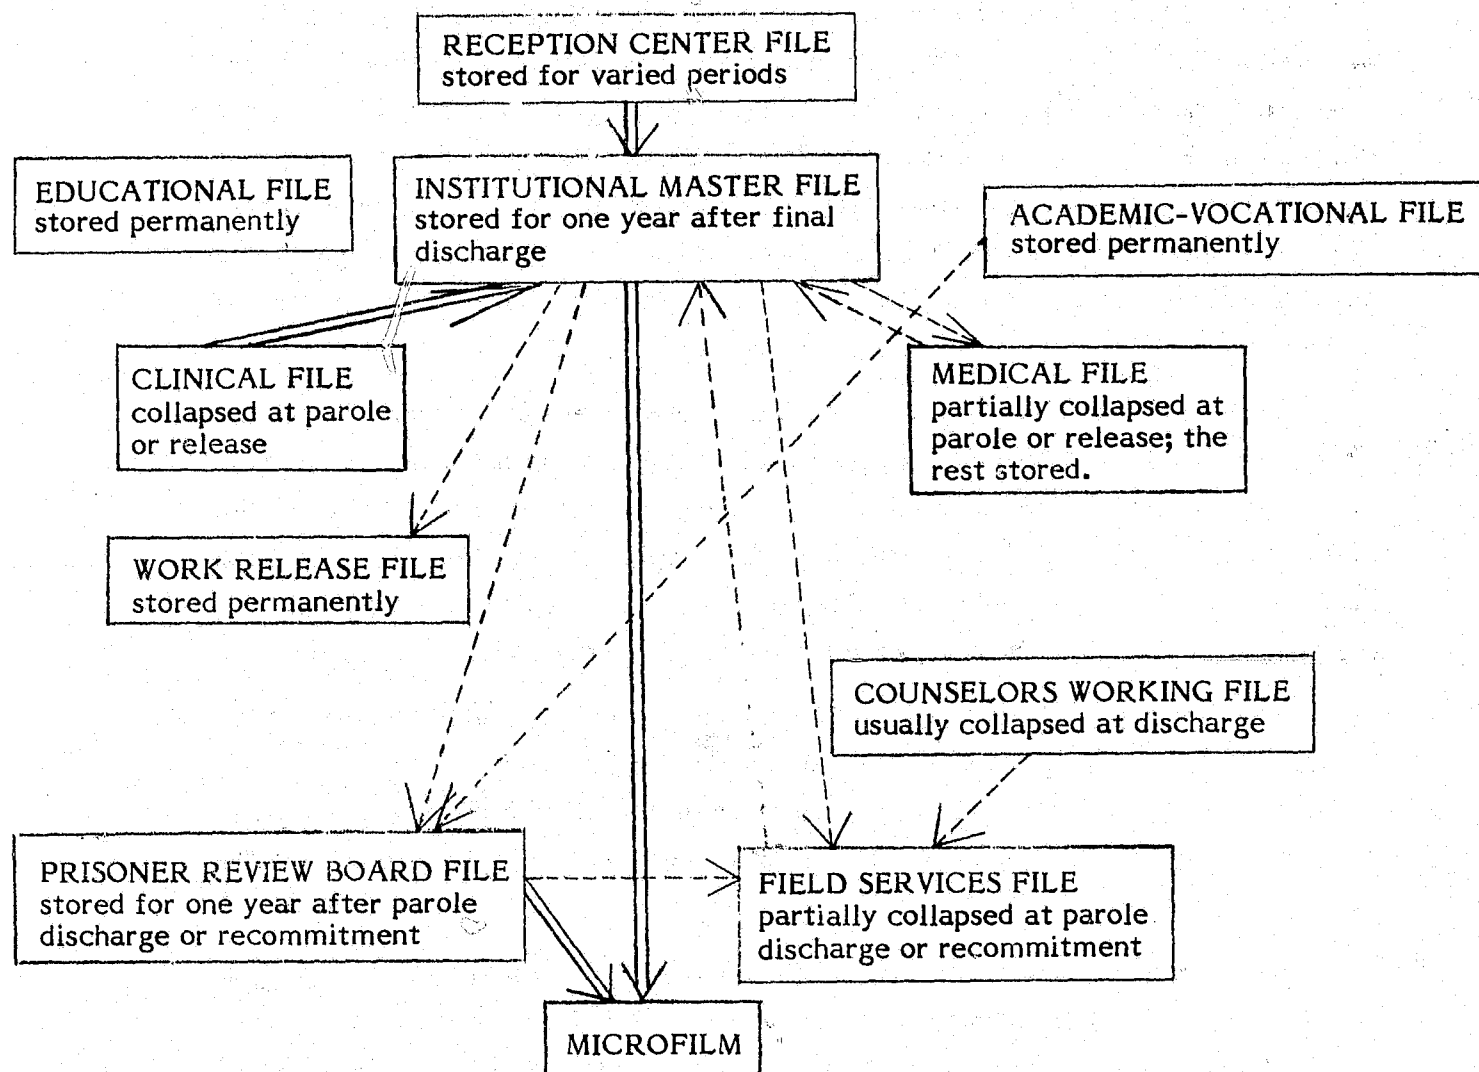 RECEPTION CENTER FILE
stored for varied periods
EDUCATIONAL FILE
stored permanently
INSTITUTIONAL MASTER FILE
stored for one year after final
discharge
ACADEMIC-VOCATIONAL FILE
stored permanently
CLINICAL FILE
collapsed at parole
or release
MEDICAL FILE
partially collapsed at
parole or release; the
rest stored.
WORK RELEASE FILE
stored permanently
COUNSELORS WORKING FILE
usually collapsed at discharge
PRISONER REVIEW BOARD FILE
stored for one year after parole
discharge or recommitment
FIELD SERVICES FILE
partially collapsed at parole
discharge or recommitment
MICROFILM